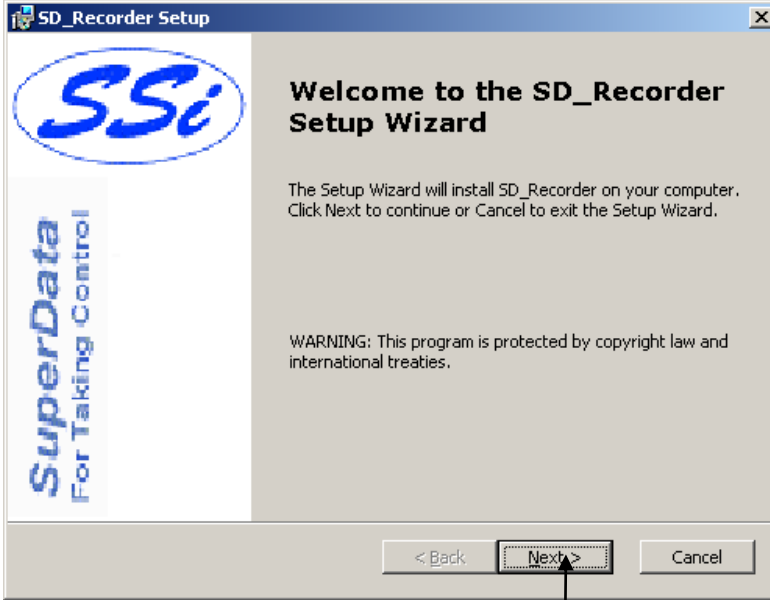 SD_Recorder Setup
SSi
SuperData
For Taking Control
Welcome to the SD_Recorder
Setup Wizard
The Setup Wizard will install SD_Recorder on your computer.
Click Next to continue or Cancel to exit the Setup Wizard.
WARNING: This program is protected by copyright law and
international treaties.
< Back
Next >
Cancel